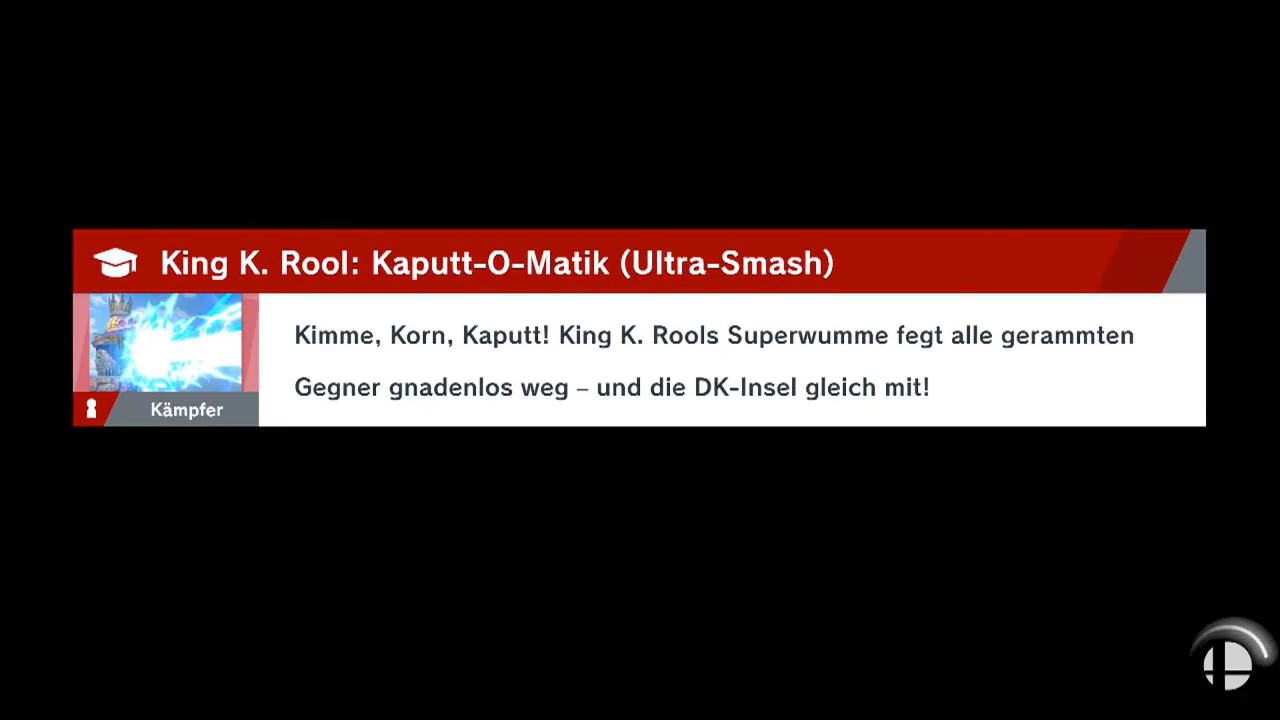 King K. Rool: Kaputt-O-Matik (Ultra-Smash)
Kimme, Korn, Kaputt! King K. Rools Superwumme fegt alle gerammten
Gegner gnadenlos weg – und die DK-Insel gleich mit!
Kämpfer